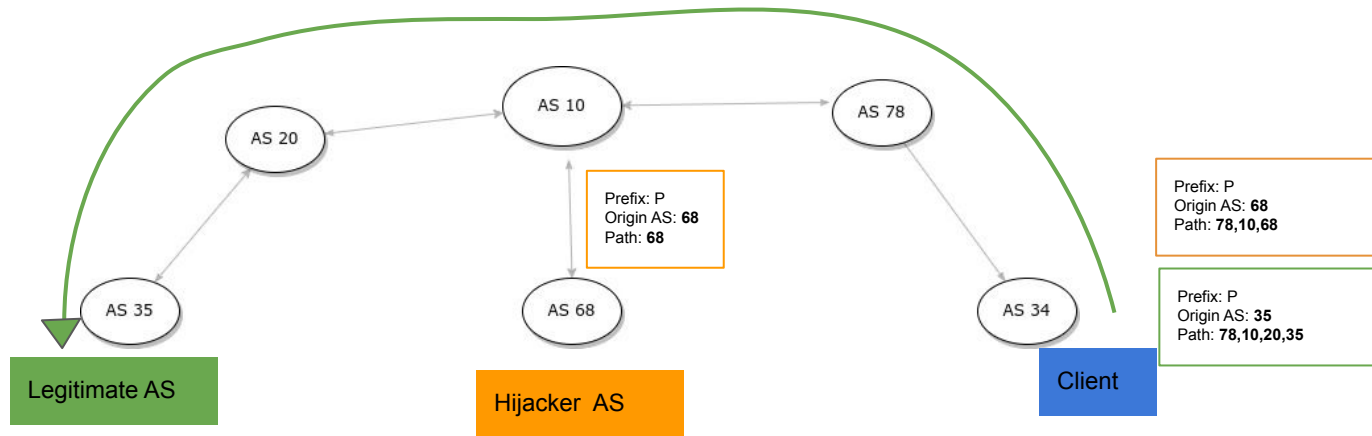 AS 10
AS 78
AS 20
Prefix: P
Origin AS: 68
Path: 78,10,68
Prefix: P
Origin AS: 68
Path: 68
AS 35
AS 68
AS 34
Prefix: P
Origin AS: 35
Path: 78,10,20,35
Legitimate AS
Hijacker AS
Client